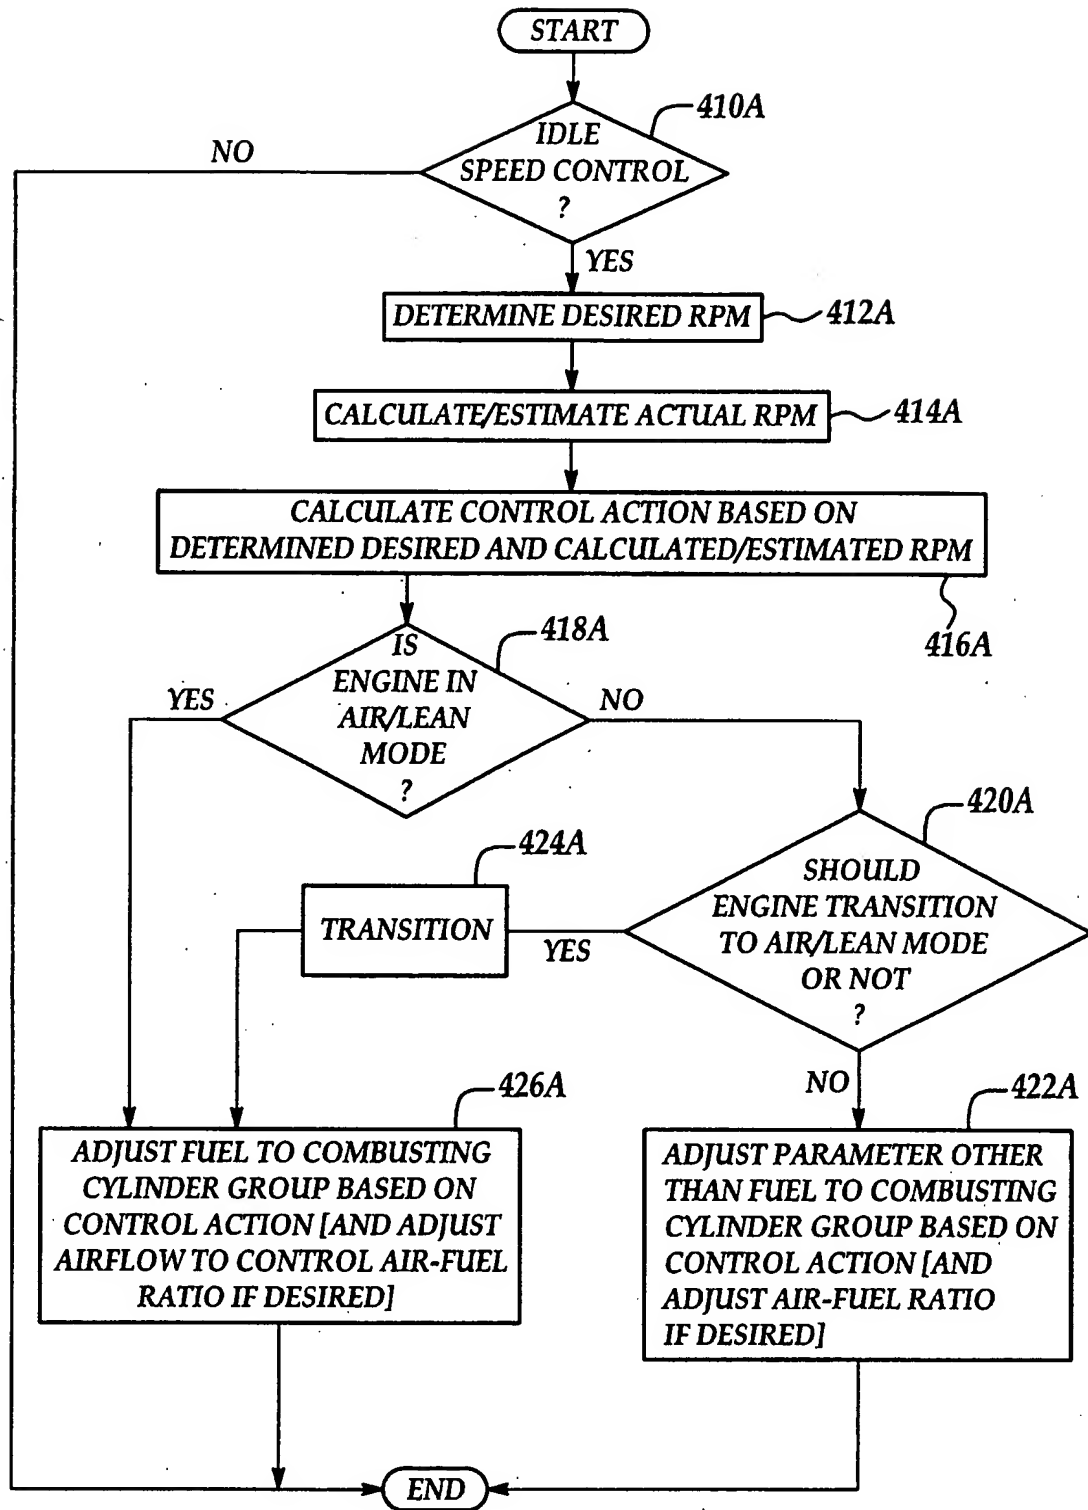 START
410A
IDLE
SPEED CONTROL
?
NO
YES
DETERMINE DESIRED RPM
412A
CALCULATE/ESTIMATE ACTUAL RPM
414A
CALCULATE CONTROL ACTION BASED ON
DETERMINED DESIRED AND CALCULATED/ESTIMATED RPM
416A
418A
IS
ENGINE IN
AIR/LEAN
MODE
?
YES
NO
420A
SHOULD
ENGINE TRANSITION
TO AIR/LEAN MODE
OR NOT
?
424A
TRANSITION
YES
NO
426A
ADJUST FUEL TO COMBUSTING
CYLINDER GROUP BASED ON
CONTROL ACTION [AND ADJUST
AIRFLOW TO CONTROL AIR-FUEL
RATIO IF DESIRED]
422A
ADJUST PARAMETER OTHER
THAN FUEL TO COMBUSTING
CYLINDER GROUP BASED ON
CONTROL ACTION [AND
ADJUST AIR-FUEL RATIO
IF DESIRED]
END